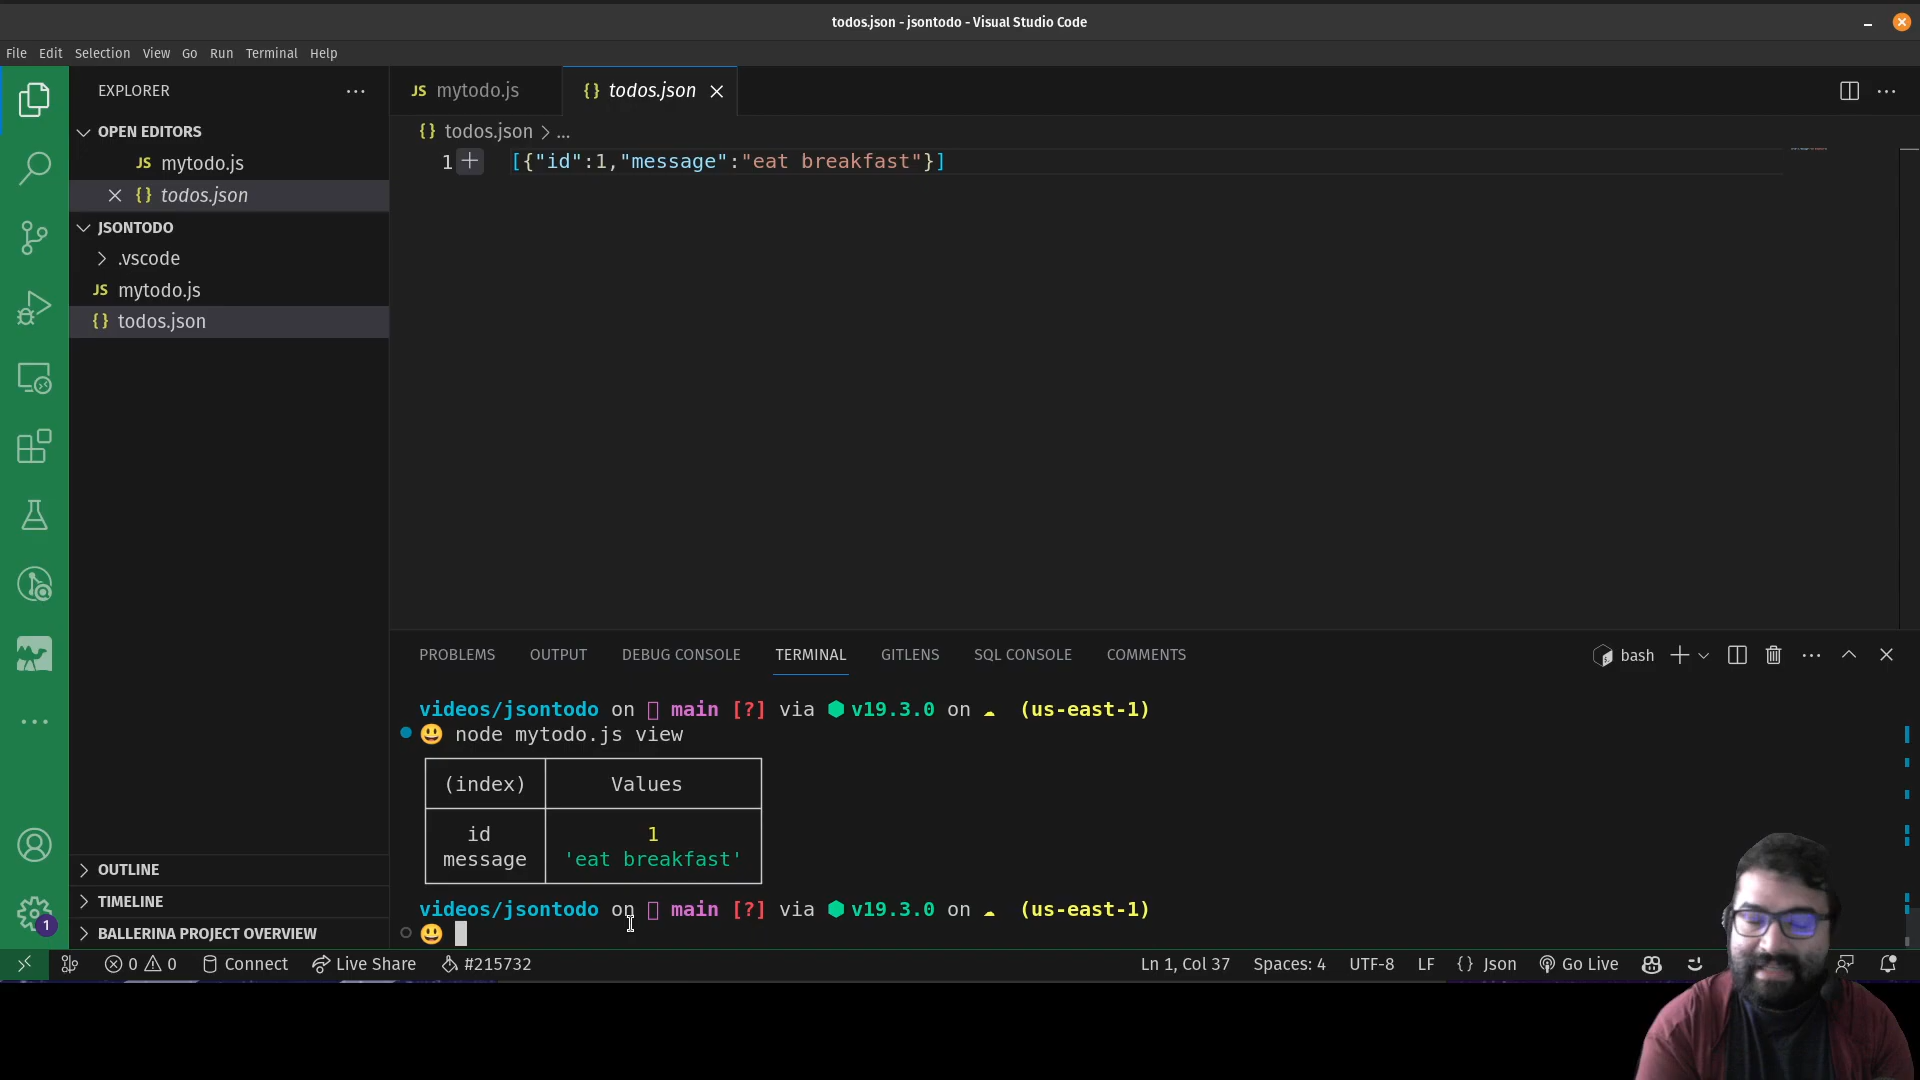 todos.json - jsontodo - Visual Studio Code
File Edit Selection View Go Run Terminal Help
EXPLORER
OPEN EDITORS
JS mytodo.js
{} todos.json
JSONTODO
.vscode
JS mytodo.js
{} todos.json
OUTLINE
TIMELINE
BALLERINA PROJECT OVERVIEW
1
JS mytodo.js {} todos.json
{} todos.json > ...
1 [{"id":1,"message":"eat breakfast"}]
PROBLEMS OUTPUT DEBUG CONSOLE TERMINAL GITLENS SQL CONSOLE COMMENTS
bash
videos/jsontodo on main [?] via v19.3.0 on (us-east-1)
😃 node mytodo.js view
(index) Values
id 1
message 'eat breakfast'
videos/jsontodo on main [?] via v19.3.0 on (us-east-1)
😃
0 0 Connect Live Share #215732 Ln 1, Col 37 Spaces: 4 UTF-8 LF {} Json Go Live